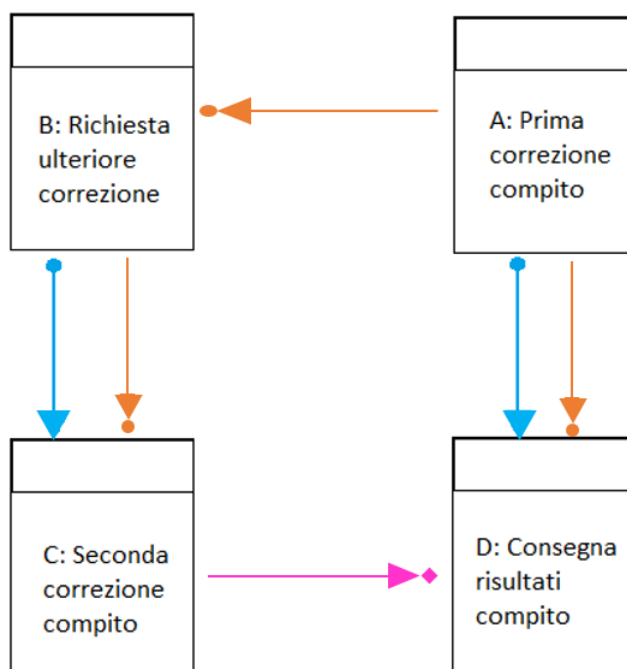 B: Richiesta
ulteriore
correzione
A: Prima
correzione
compito
C: Seconda
correzione
compito
D: Consegna
risultati
compito